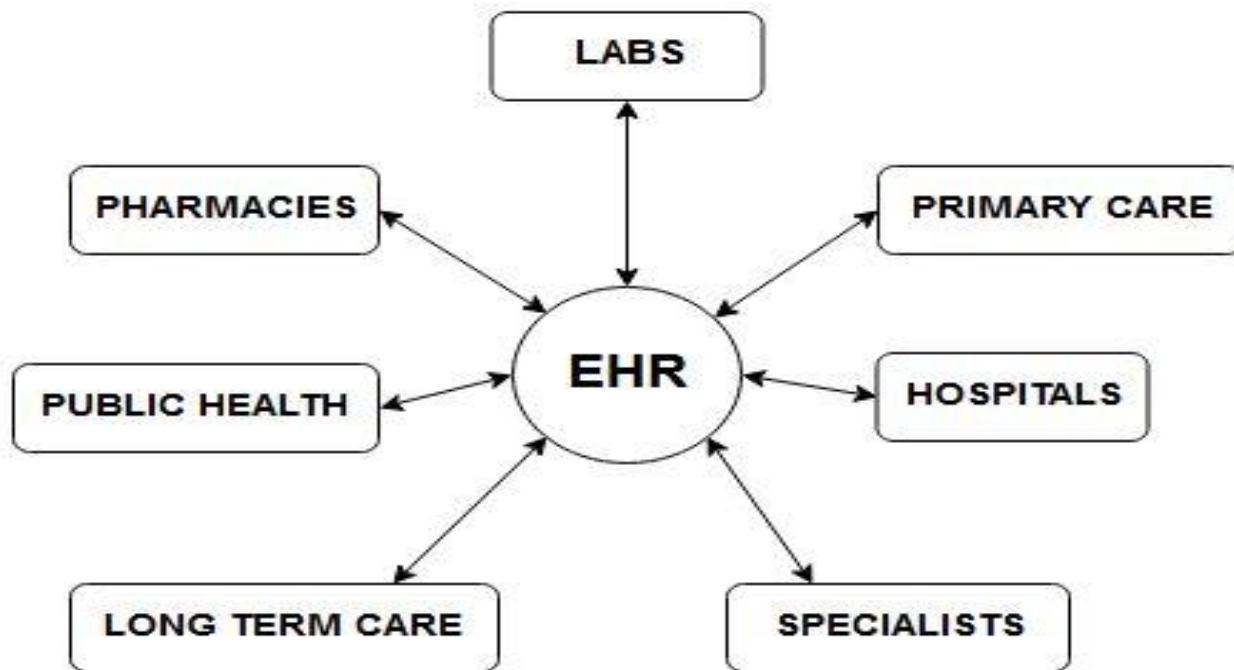 LABS
PHARMACIES
PRIMARY CARE
EHR
PUBLIC HEALTH
HOSPITALS
LONG TERM CARE
SPECIALISTS